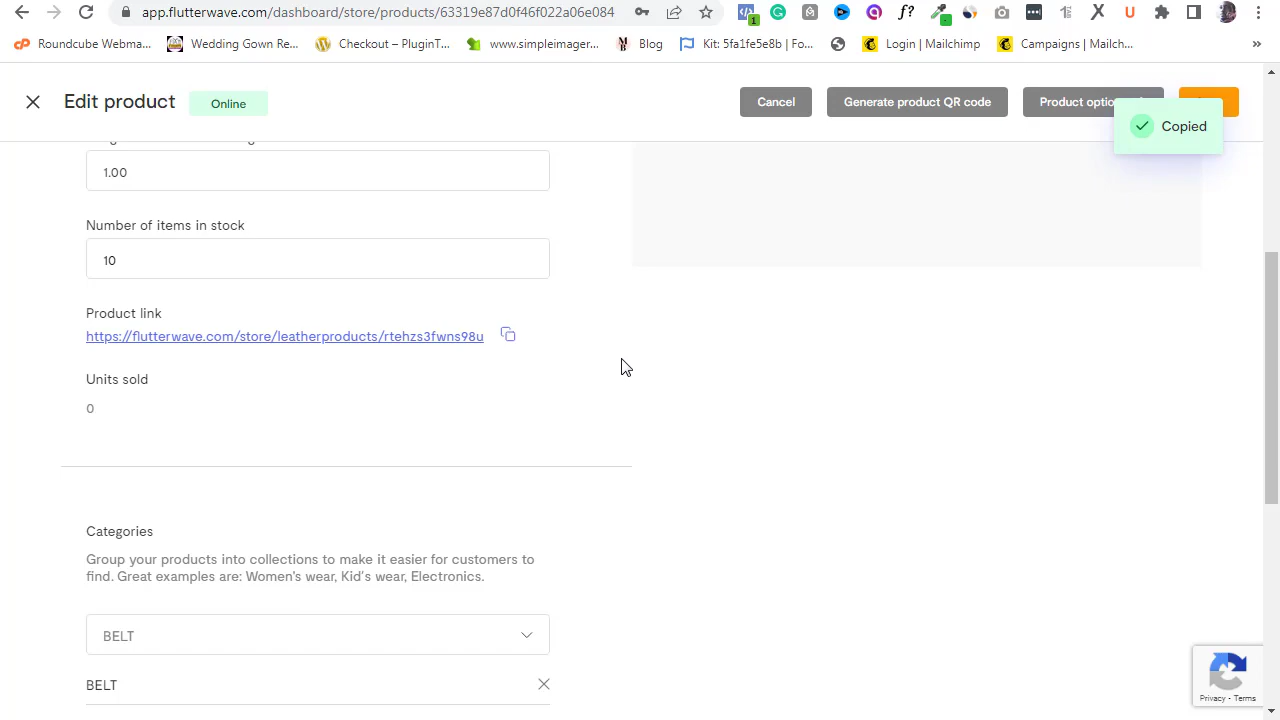 app.flutterwave.com/dashboard/store/products/63319e87d0f46f022a06e084
Roundcube Webma...
Wedding Gown Re...
Checkout – PluginT...
www.simpleimager...
Blog
Kit: 5fa1fe5e8b | Fo...
Login | Mailchimp
Campaigns | Mailch...
»
Edit product
Online
Cancel
Generate product QR code
Product optio
Copied
1.00
Number of items in stock
10
Product link
https://flutterwave.com/store/leatherproducts/rtehzs3fwns98u
Units sold
0
Categories
Group your products into collections to make it easier for customers to
find. Great examples are: Women's wear, Kid's wear, Electronics.
BELT
BELT
Privacy - Terms